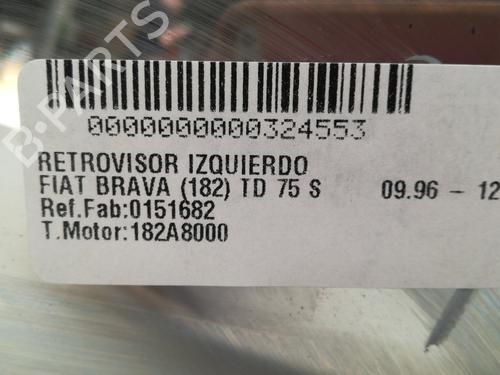 B-PARTS
0000000000324553
RETROVISOR IZQUIERDO
FIAT BRAVA (182) TD 75 S 09.96 - 12
Ref.Fab:0151682
T.Motor:182A8000